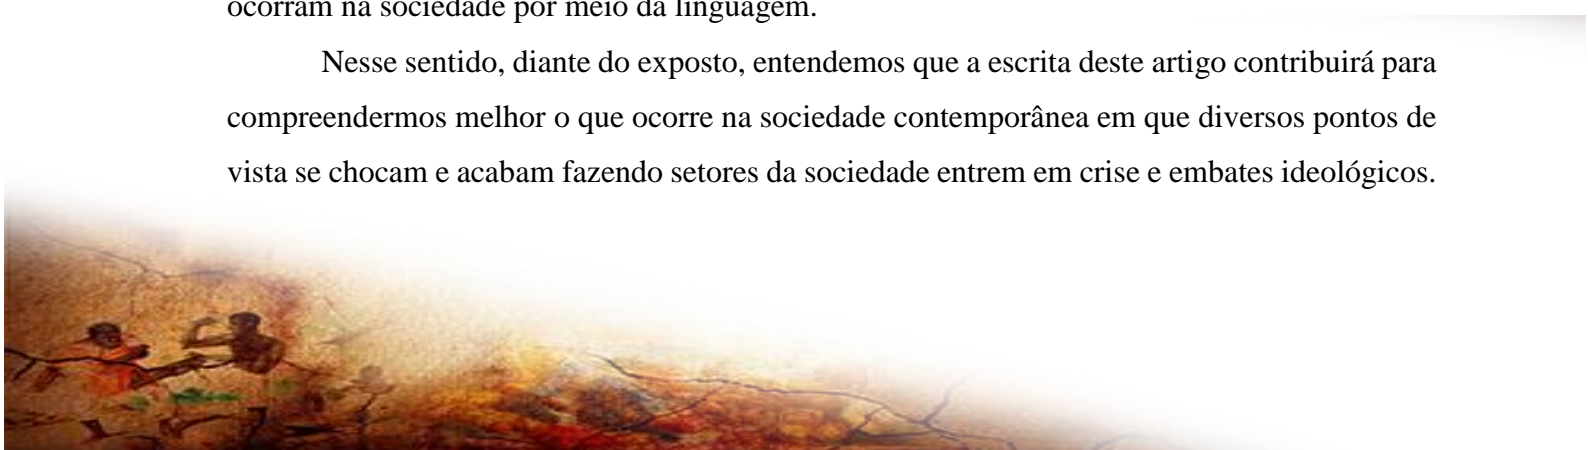 ocorram na sociedade por meio da linguagem.
Nesse sentido, diante do exposto, entendemos que a escrita deste artigo contribuirá para
compreendermos melhor o que ocorre na sociedade contemporânea em que diversos pontos de
vista se chocam e acabam fazendo setores da sociedade entrem em crise e embates ideológicos.